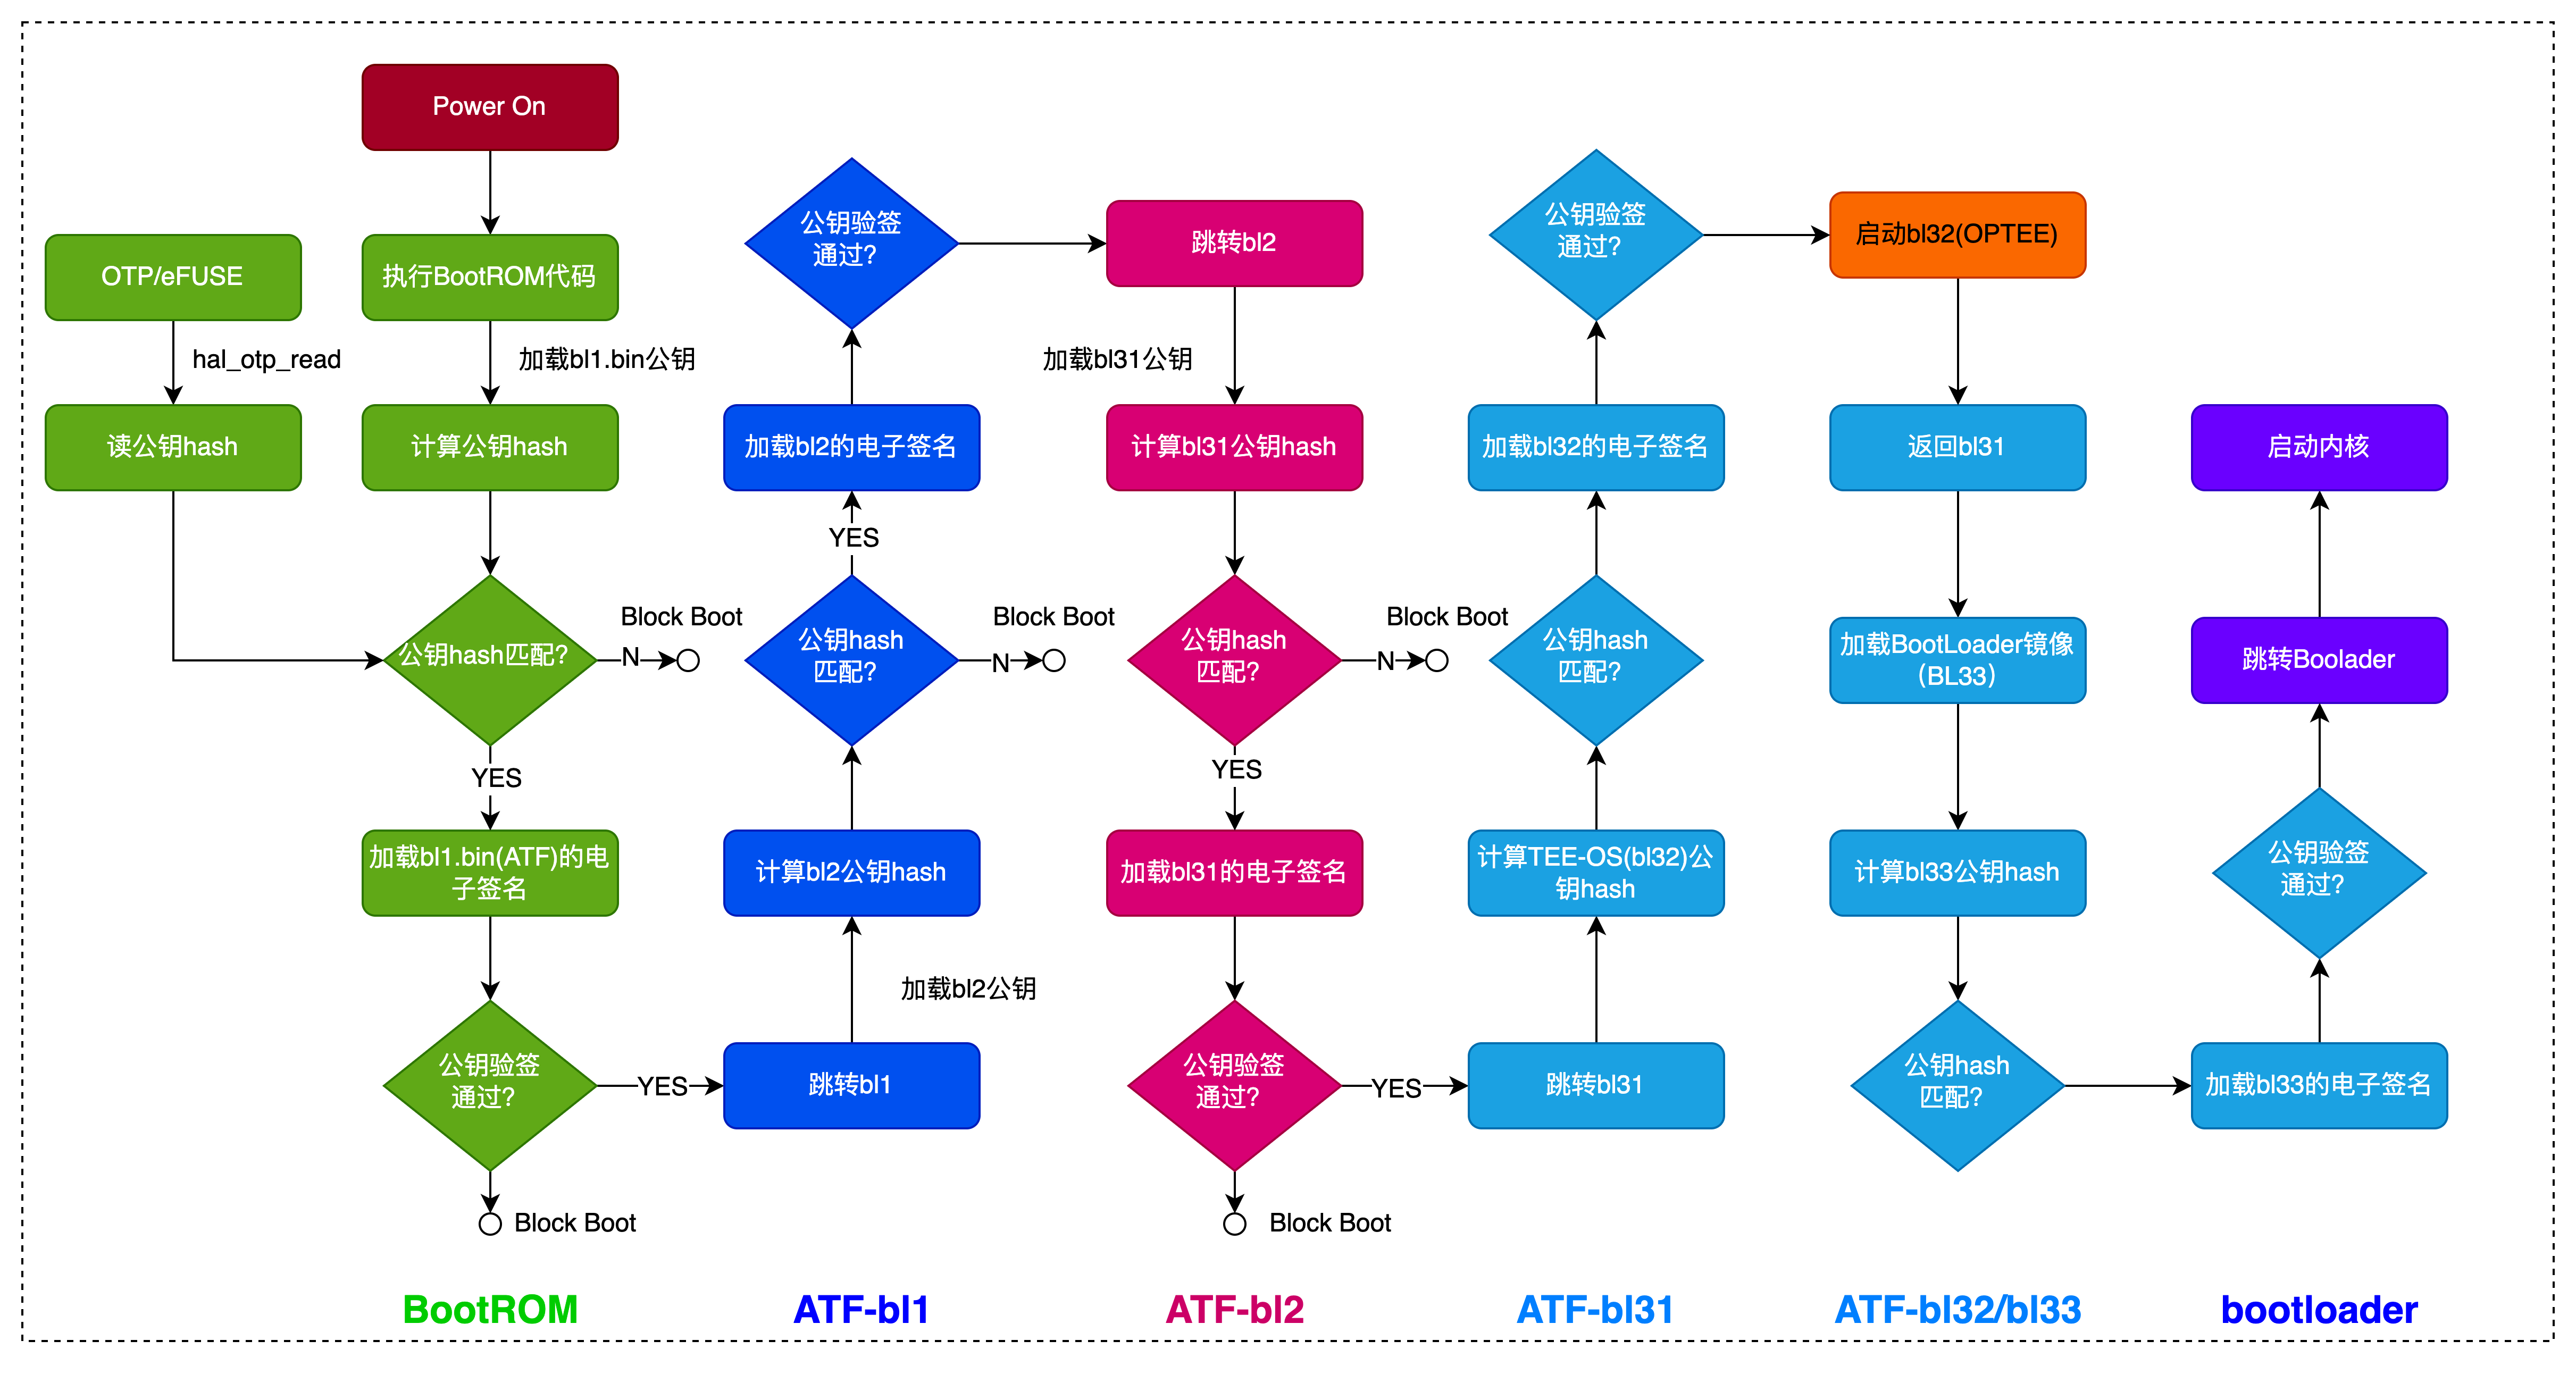 Power On
OTP/eFUSE
hal_otp_read
读公钥hash
执行BootROM代码
加载bl1.bin公钥
计算公钥hash
公钥hash匹配?
N
Block Boot
YES
加载bl1.bin(ATF)的电
子签名
公钥验签
通过?
YES
Block Boot
跳转bl1
加载bl2公钥
计算bl2公钥hash
公钥hash
匹配?
N
Block Boot
YES
加载bl2的电子签名
公钥验签
通过?
跳转bl2
加载bl31公钥
计算bl31公钥hash
公钥hash
匹配?
N
Block Boot
YES
加载bl31的电子签名
公钥验签
通过?
YES
Block Boot
跳转bl31
计算TEE-OS(bl32)公
钥hash
公钥hash
匹配?
加载bl32的电子签名
公钥验签
通过?
启动bl32(OPTEE)
返回bl31
加载BootLoader镜像
（BL33）
计算bl33公钥hash
公钥hash
匹配?
加载bl33的电子签名
公钥验签
通过?
跳转Boolader
启动内核
BootROM
ATF-bl1
ATF-bl2
ATF-bl31
ATF-bl32/bl33
bootloader